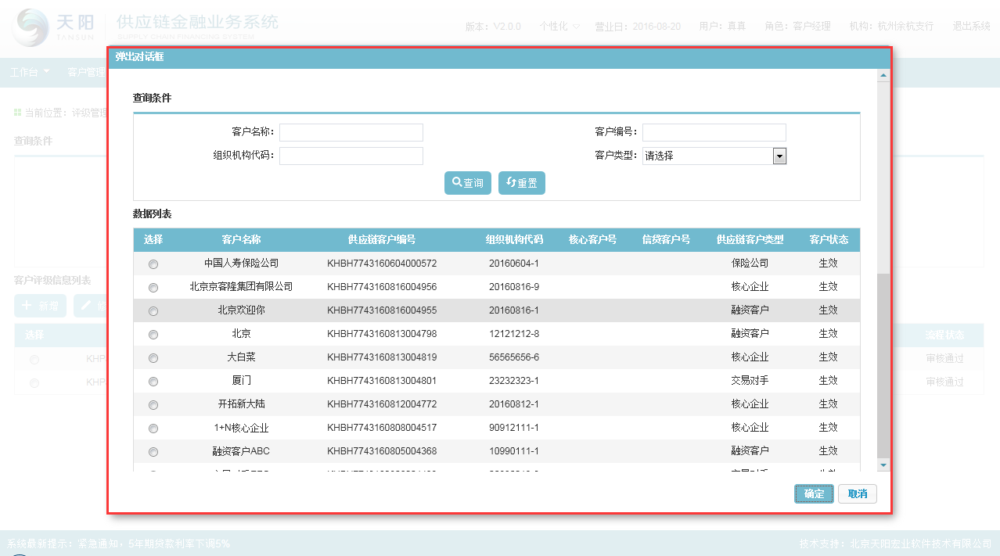 天阳 供应链金融业务系统
TANSUN SUPPLY CHAIN FINANCING SYSTEM
版本：V2.0.0 个性化 营业日：2016-08-20 用户：真真 角色：客户经理 机构：杭州余杭支行 退出系统
弹出对话框
工作台 客户管理
查询条件
当前位置：评级管理
客户名称： 客户编号：
查询条件
组织机构代码： 客户类型： 请选择
查询 重置
数据列表
选择 客户名称 供应链客户编号 组织机构代码 核心客户号 信贷客户号 供应链客户类型 客户状态
中国人寿保险公司 KHBH7743160604000572 20160604-1 保险公司 生效
客户评级信息列表
北京京客隆集团有限公司 KHBH7743160816004956 20160816-9 核心企业 生效
新增
北京欢迎你 KHBH7743160816004955 20160816-1 融资客户 生效
选择 流程状态
北京 KHBH7743160813004798 12121212-8 融资客户 生效
大白菜 KHBH7743160813004819 56565656-6 核心企业 生效
KHP 审核通过
厦门 KHBH7743160813004801 23232323-1 交易对手 生效
KHP 审核通过
开拓新大陆 KHBH7743160812004772 20160812-1 核心企业 生效
1+N核心企业 KHBH7743160808004517 90912111-1 核心企业 生效
融资客户ABC KHBH7743160805004368 10990111-1 融资客户 生效
确定 取消
系统最新提示：紧急通知，5年期贷款利率下调5% 技术支持：北京天阳宏业软件技术有限公司